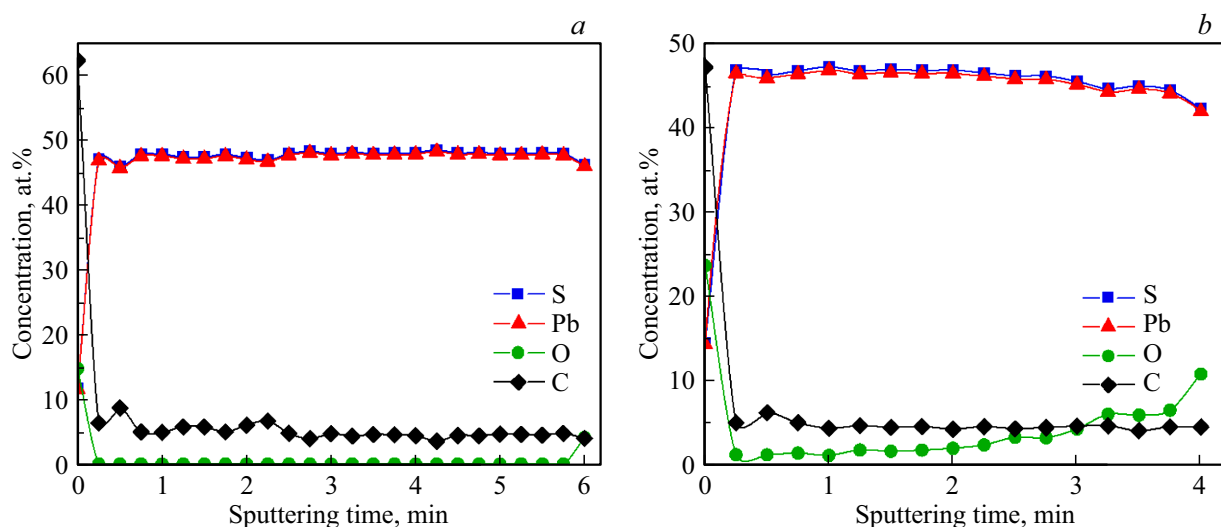 a
Concentration, at.%
60
50
40
30
20
10
0
S
Pb
O
C
0 1 2 3 4 5 6
Sputtering time, min
b
Concentration, at.%
50
40
30
20
10
0
S
Pb
O
C
0 1 2 3 4
Sputtering time, min